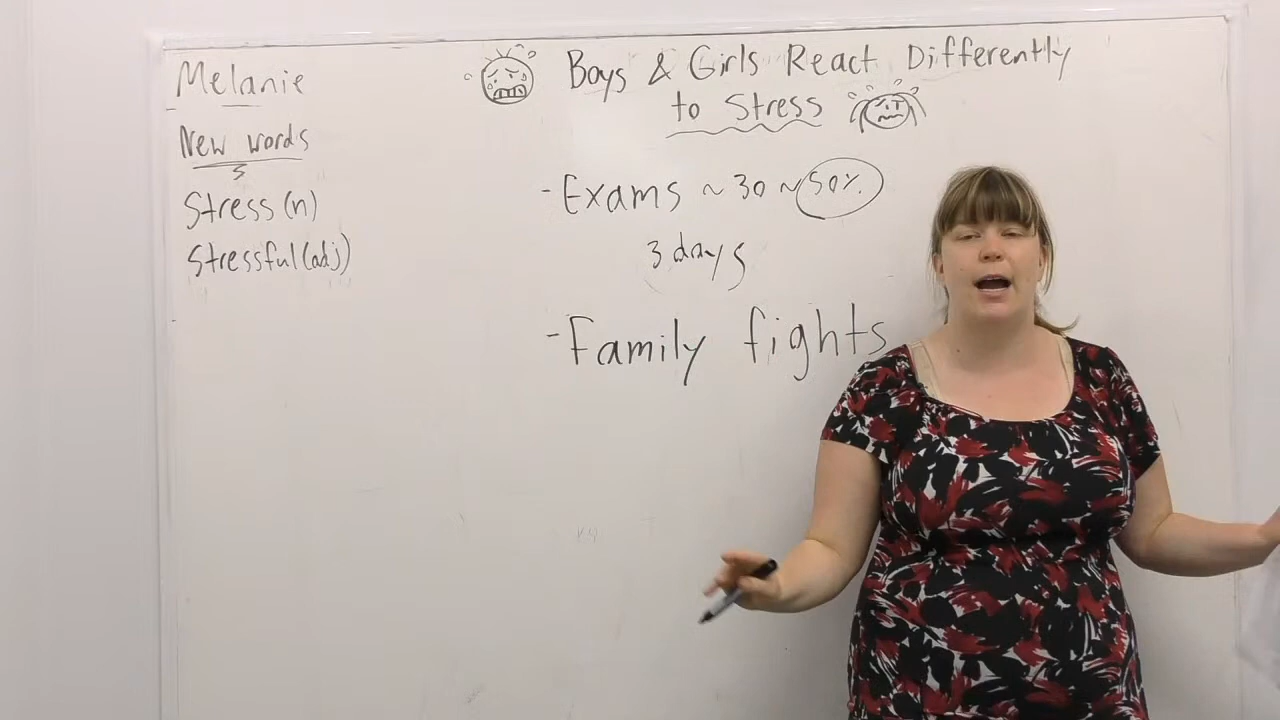 Melanie
New words
Stress (n)
Stressful (adj)
Boys & Girls React Differently
to Stress
- Exams ~ 30 ~ 50%
3 days
- Family fights